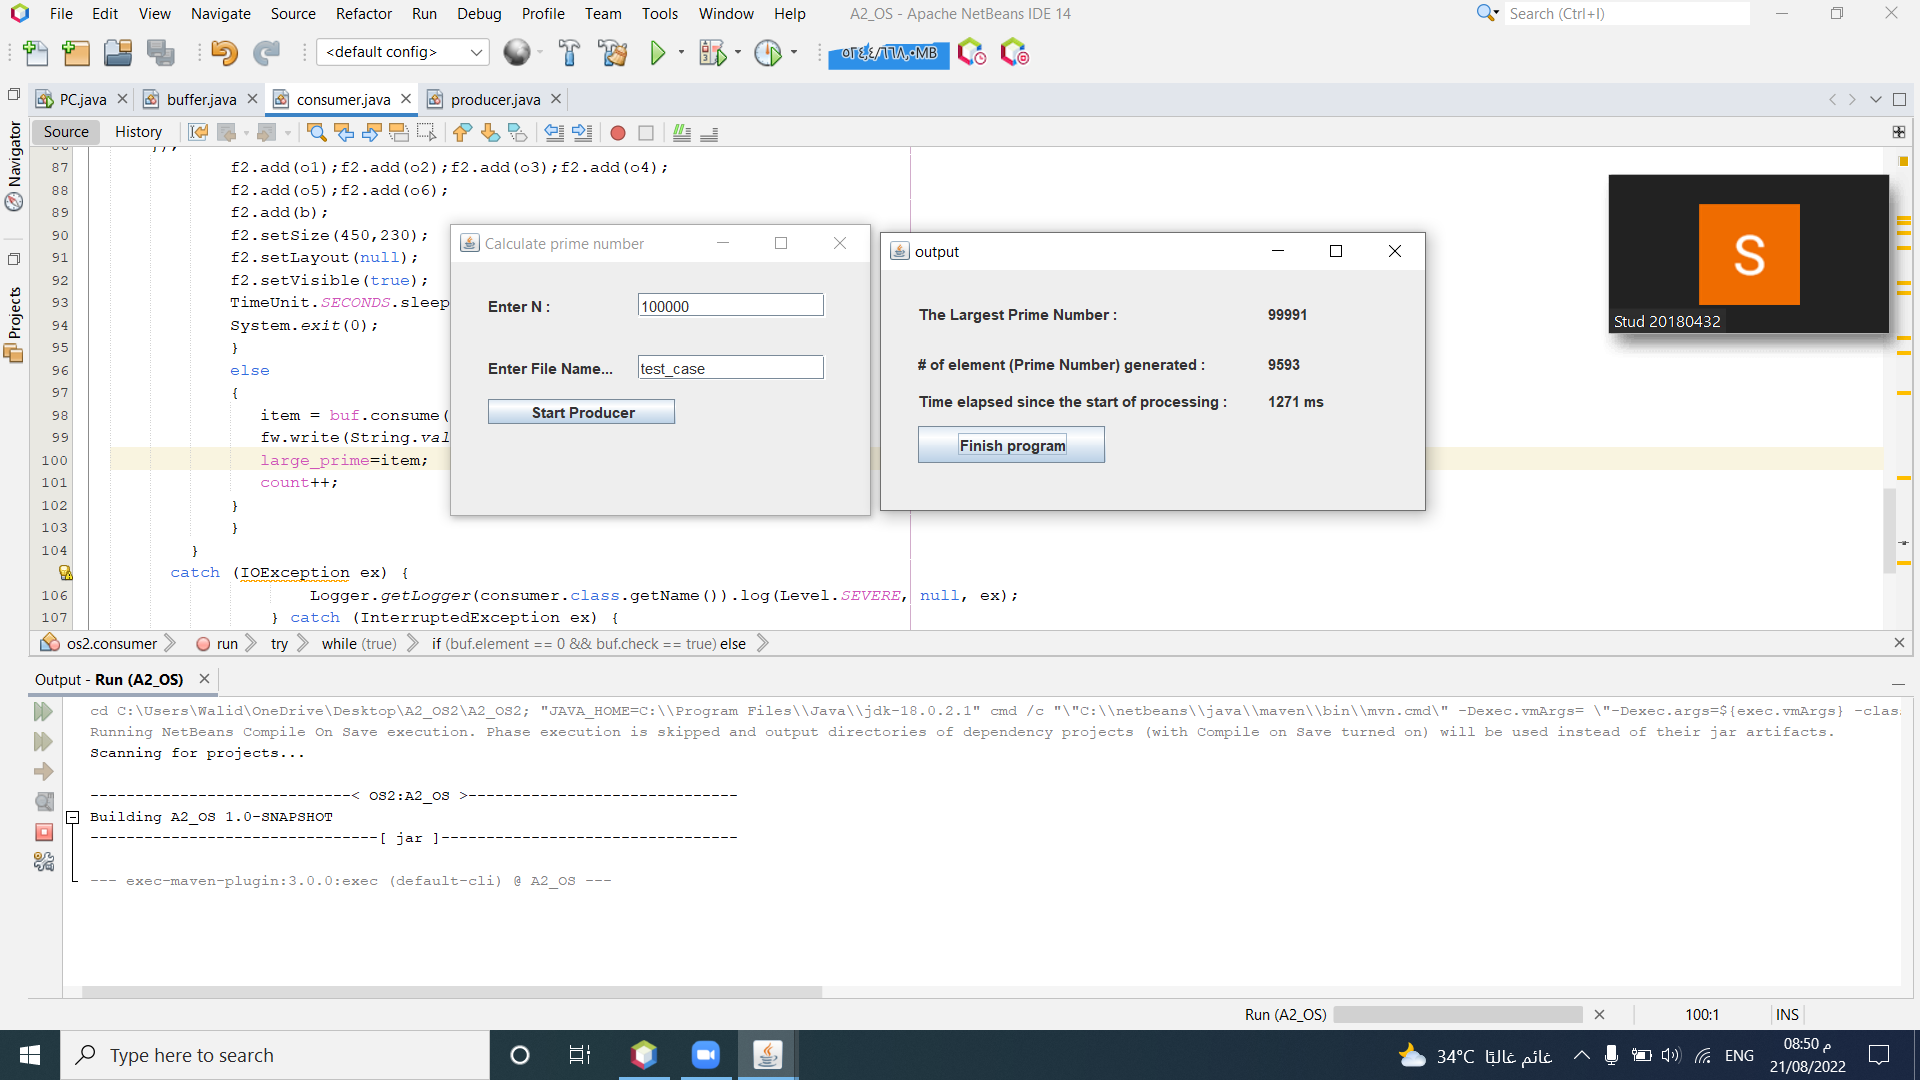 File Edit View Navigate Source Refactor Run Debug Profile Team Tools Window Help A2_OS - Apache NetBeans IDE 14 Search (Ctrl+I)
<default config> ٥٢٤,٤/٦٦٨,٠MB
PC.java buffer.java consumer.java producer.java
Source History
Navigator
Projects
87 f2.add(o1);f2.add(o2);f2.add(o3);f2.add(o4);
88 f2.add(o5);f2.add(o6);
89 f2.add(b);
90 f2.setSize(450,230);
91 f2.setLayout(null);
92 f2.setVisible(true);
93 TimeUnit.SECONDS.sleep
94 System.exit(0);
95 }
96 else
97 {
98 item = buf.consume(
99 fw.write(String.val
100 large_prime=item;
101 count++;
102 }
103 }
104 }
catch (IOException ex) {
106 Logger.getLogger(consumer.class.getName()).log(Level.SEVERE, null, ex);
107 } catch (InterruptedException ex) {
Calculate prime number
Enter N : 100000
Enter File Name... test_case
Start Producer
output
The Largest Prime Number : 99991
# of element (Prime Number) generated : 9593
Time elapsed since the start of processing : 1271 ms
Finish program
S
Stud 20180432
os2.consumer run try while (true) if (buf.element == 0 && buf.check == true) else
Output - Run (A2_OS)
cd C:\Users\Walid\OneDrive\Desktop\A2_OS2\A2_OS2; "JAVA_HOME=C:\\Program Files\\Java\\jdk-18.0.2.1" cmd /c "\"C:\\netbeans\\java\\maven\\bin\\mvn.cmd\" -Dexec.vmArgs= \"-Dexec.args=${exec.vmArgs} -clas
Running NetBeans Compile On Save execution. Phase execution is skipped and output directories of dependency projects (with Compile on Save turned on) will be used instead of their jar artifacts.
Scanning for projects...
-----------------------------< OS2:A2_OS >------------------------------
Building A2_OS 1.0-SNAPSHOT
--------------------------------[ jar ]---------------------------------
--- exec-maven-plugin:3.0.0:exec (default-cli) @ A2_OS ---
Run (A2_OS) 100:1 INS
Type here to search
34°C غائم غالبًا ENG
08:50 م
21/08/2022